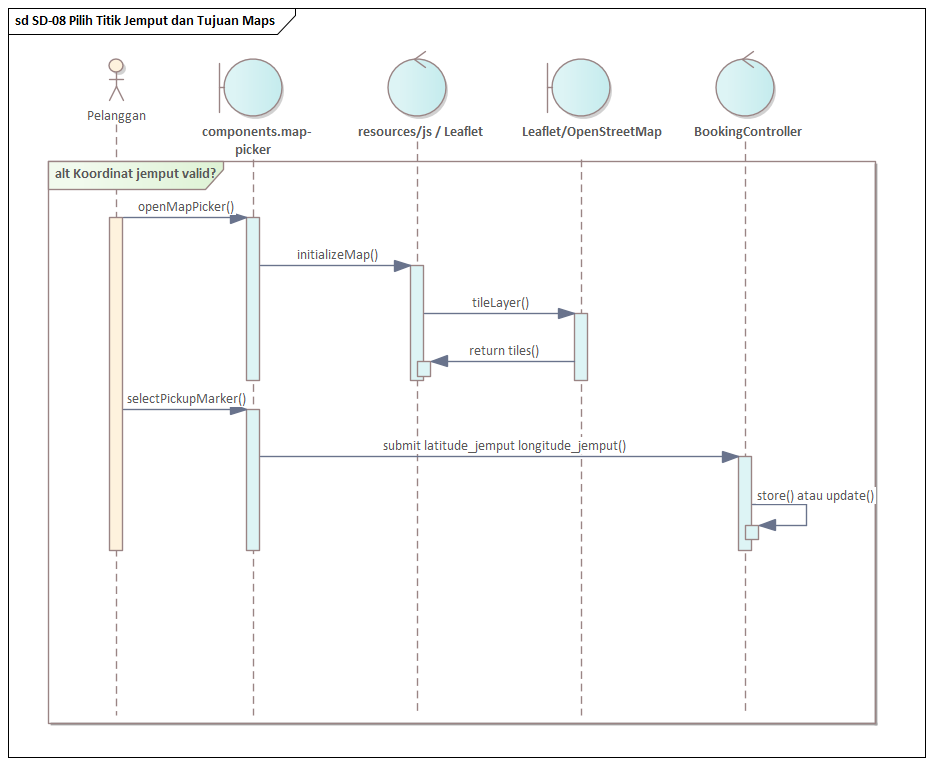 sd SD-08 Pilih Titik Jemput dan Tujuan Maps
Pelanggan
components.map-
picker
resources/js / Leaflet
Leaflet/OpenStreetMap
BookingController
alt Koordinat jemput valid?
openMapPicker()
initializeMap()
tileLayer()
return tiles()
selectPickupMarker()
submit latitude_jemput longitude_jemput()
store() atau update()